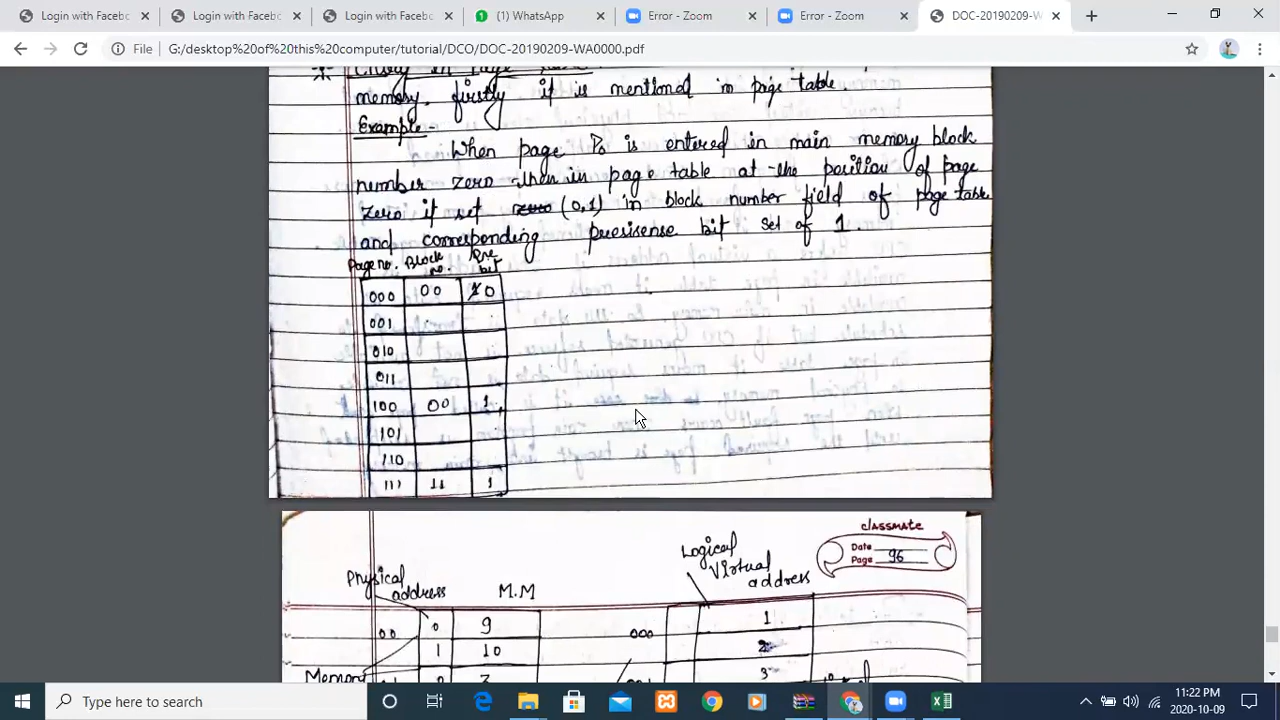 Login with Facebo
Login with Facebo
Login with Facebo
(1) WhatsApp
Error - Zoom
Error - Zoom
DOC-20190209-WA
File
G:/desktop%20of%20this%20computer/tutorial/DCO/DOC-20190209-WA0000.pdf
memory. firstly it is mentioned in page table.
Example -
When page P0 is entered in main memory block
number zero then in page table at the position of page
zero it set (0,1) in block number field of page table
and corresponding preisense bit set of 1.
Page no. Block no. Pre bit
000 00 0
001
010
011
100 00 1
101
110
111 11 1
classmate
Date
Page 96
Physical address M.M Logical Virtual address
00 0 9 000 1
1 10 2
Memory 3
Type here to search
11:22 PM
2020-10-09